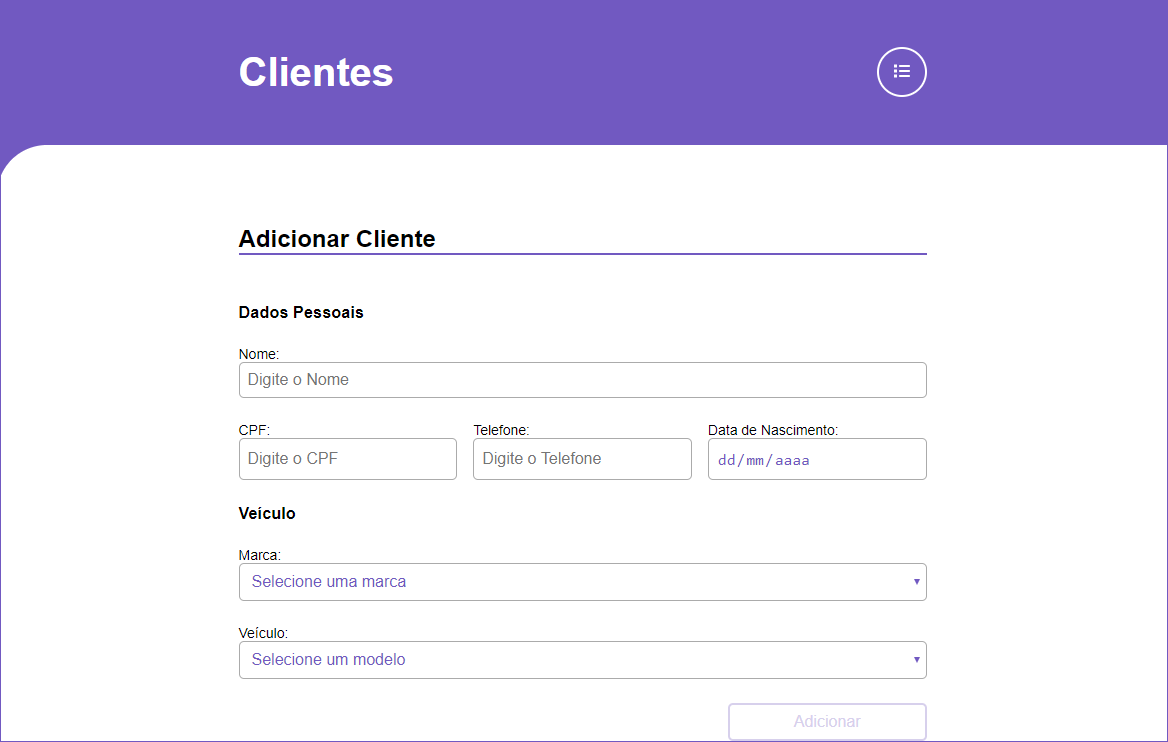 Clientes
Adicionar Cliente
Dados Pessoais
Nome:
Digite o Nome
CPF: Telefone: Data de Nascimento:
Digite o CPF Digite o Telefone dd/mm/aaaa
Veículo
Marca:
Selecione uma marca
Veículo:
Selecione um modelo
Adicionar